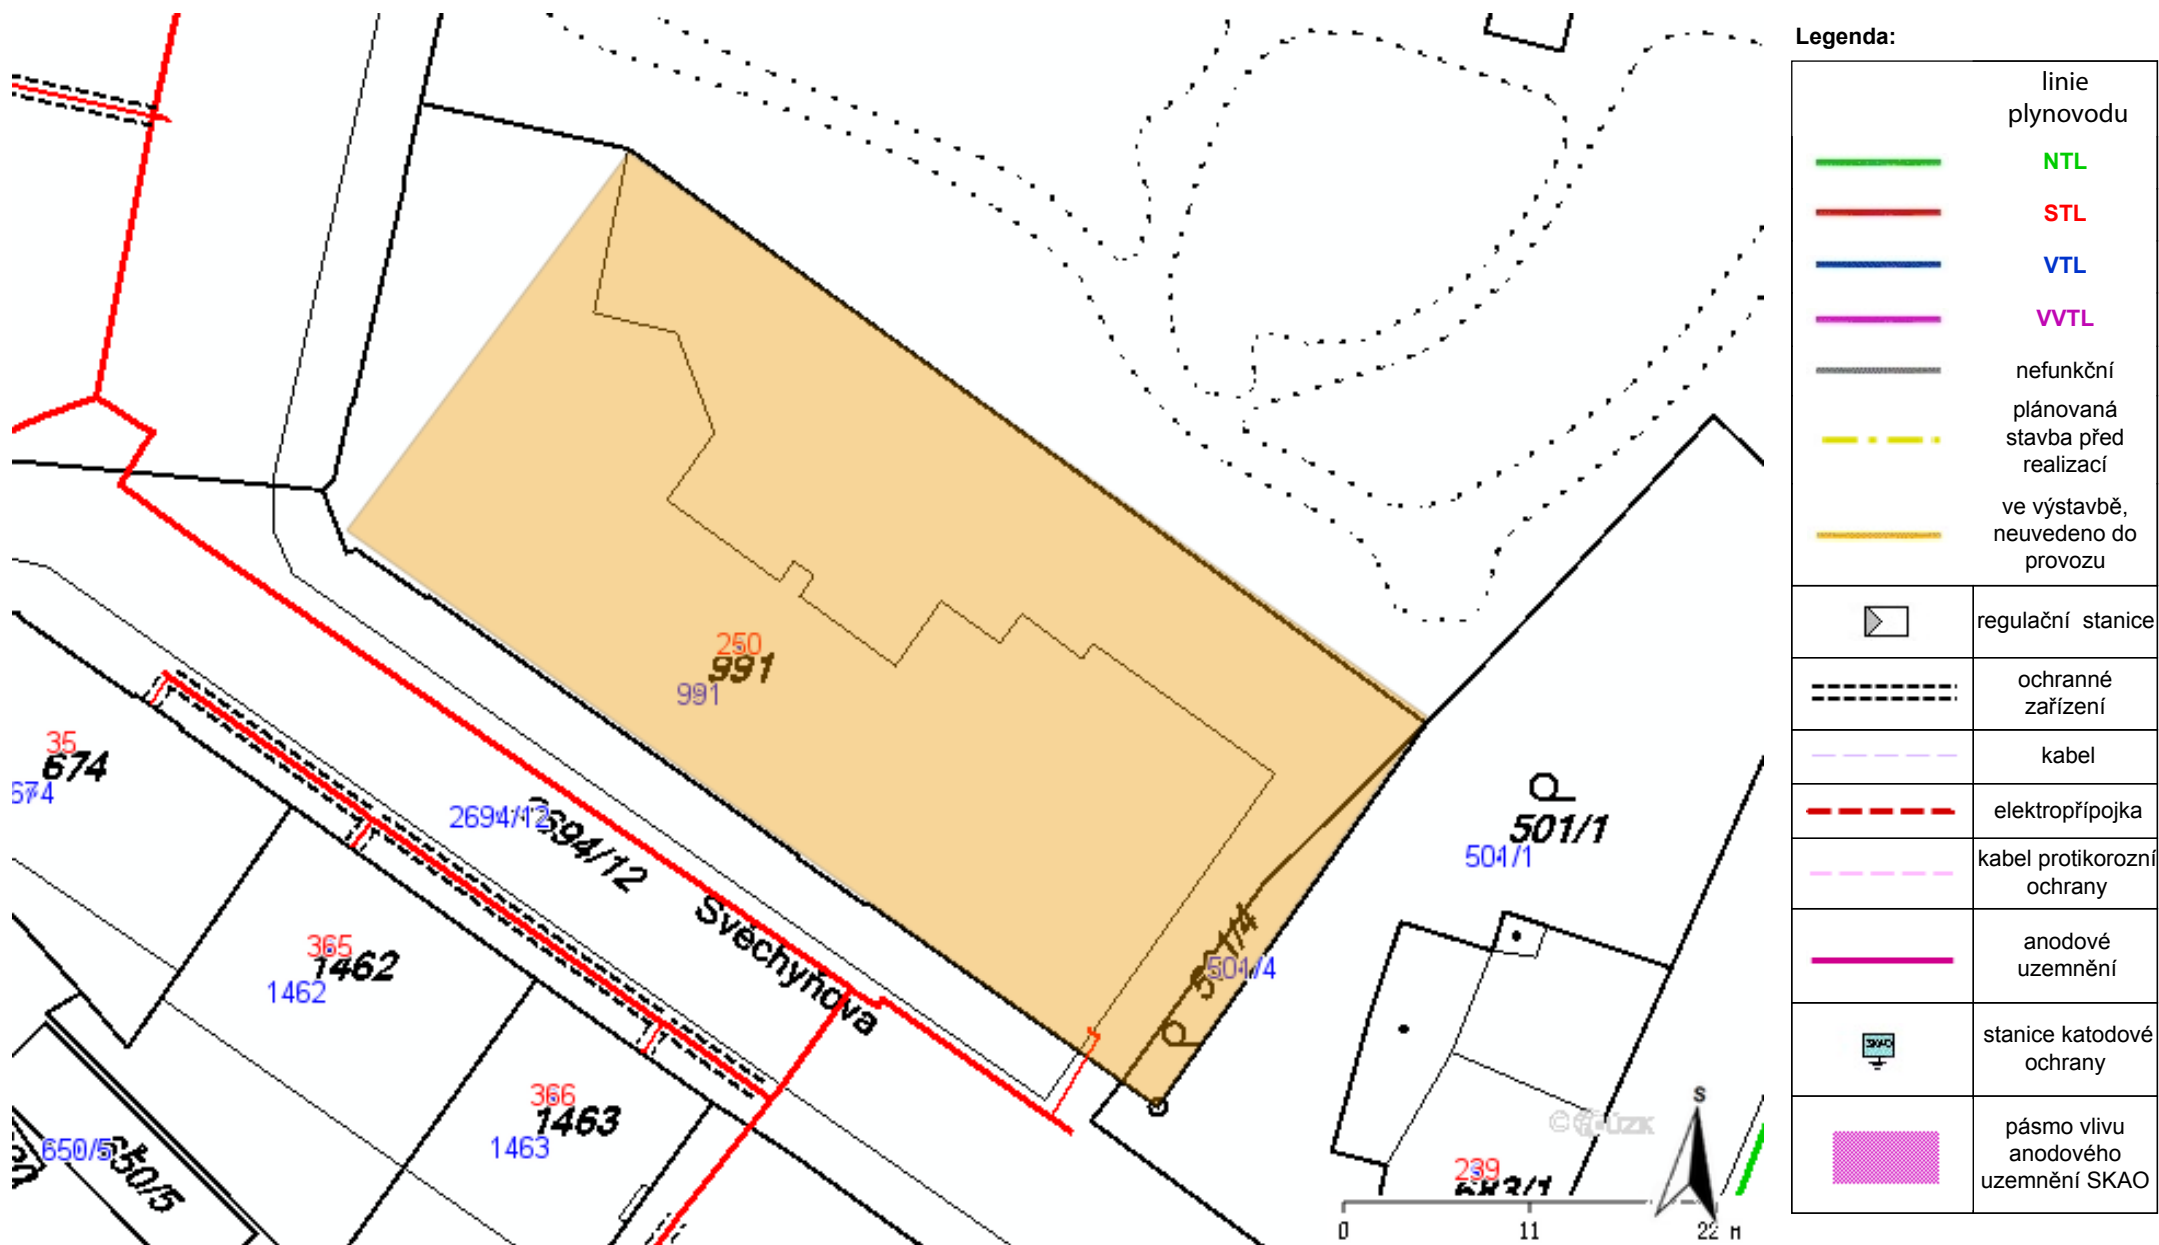 Legenda:
linie
plynovodu
NTL
STL
VTL
VVTL
nefunkční
plánovaná
stavba před
realizací
ve výstavbě,
neuvedeno do
provozu
regulační stanice
ochranné
zařízení
kabel
elektropřípojka
kabel protikorozní
ochrany
anodové
uzemnění
SKAO
stanice katodové
ochrany
pásmo vlivu
anodového
uzemnění SKAO
250
991
991
35
674
674
2694/12
2694/12
Svěchyňova
501/1
501/1
501/4
501/4
365
1462
1462
366
1463
1463
650/5
650/5
239
683/1
S
0 11 22 M